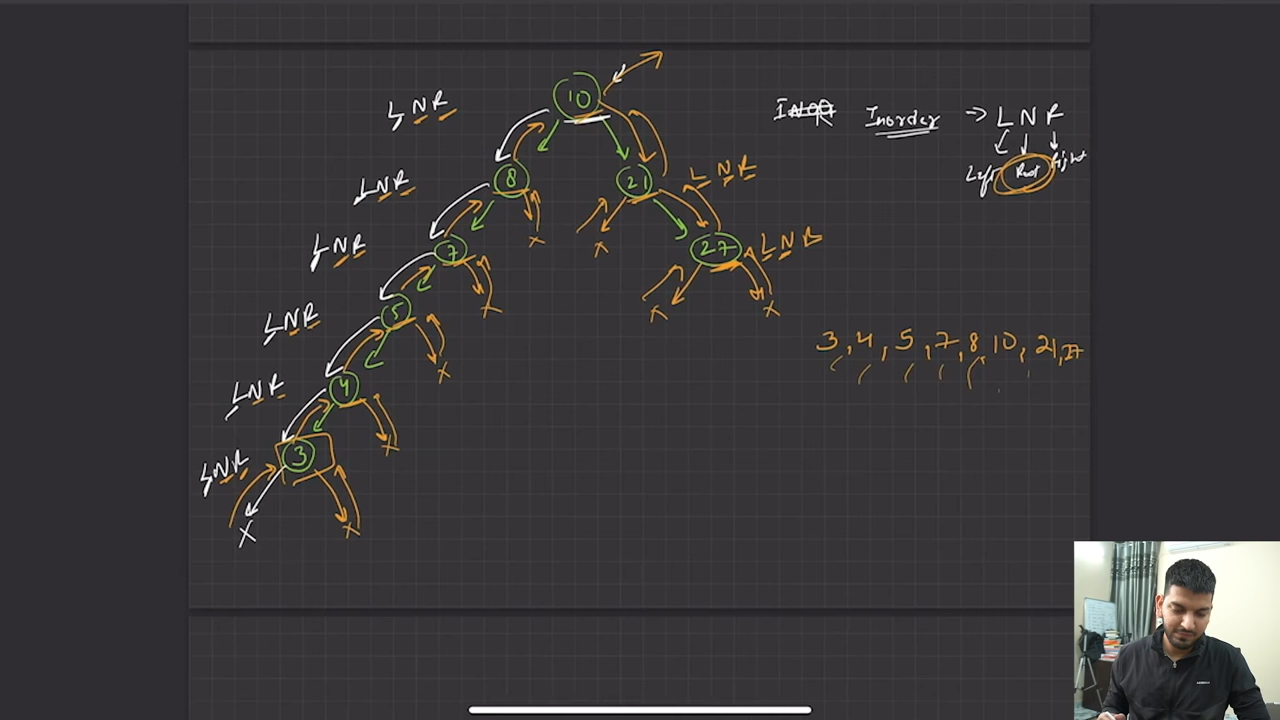 10
LNR
Inorder → LNR
Left Root Right
LNR
8
21
LNR
X
X
LNR
7
27
LNR
X
X
X
LNR
5
3, 4, 5, 7, 8, 10, 21, 27
X
LNR
4
X
LNR
3
X
X